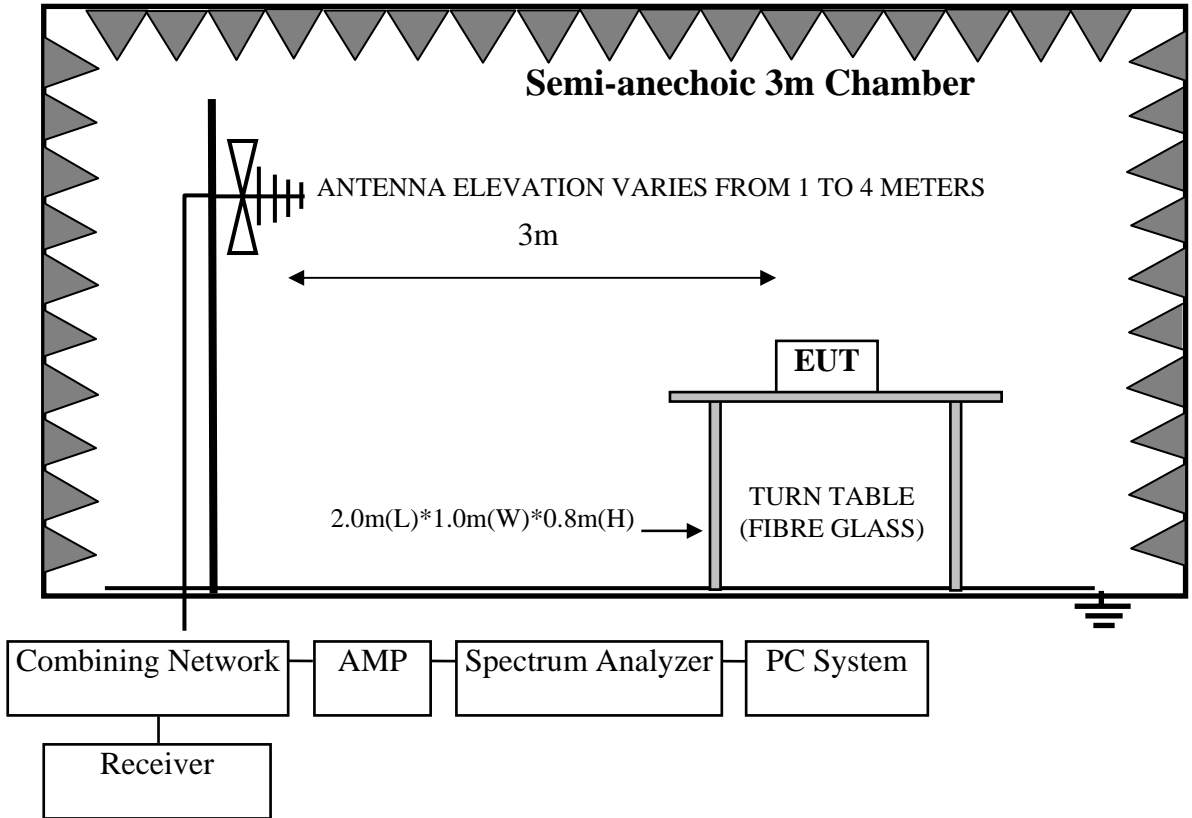 Semi-anechoic 3m Chamber
ANTENNA ELEVATION VARIES FROM 1 TO 4 METERS
3m
EUT
TURN TABLE
(FIBRE GLASS)
2.0m(L)*1.0m(W)*0.8m(H)
Combining Network
AMP
Spectrum Analyzer
PC System
Receiver